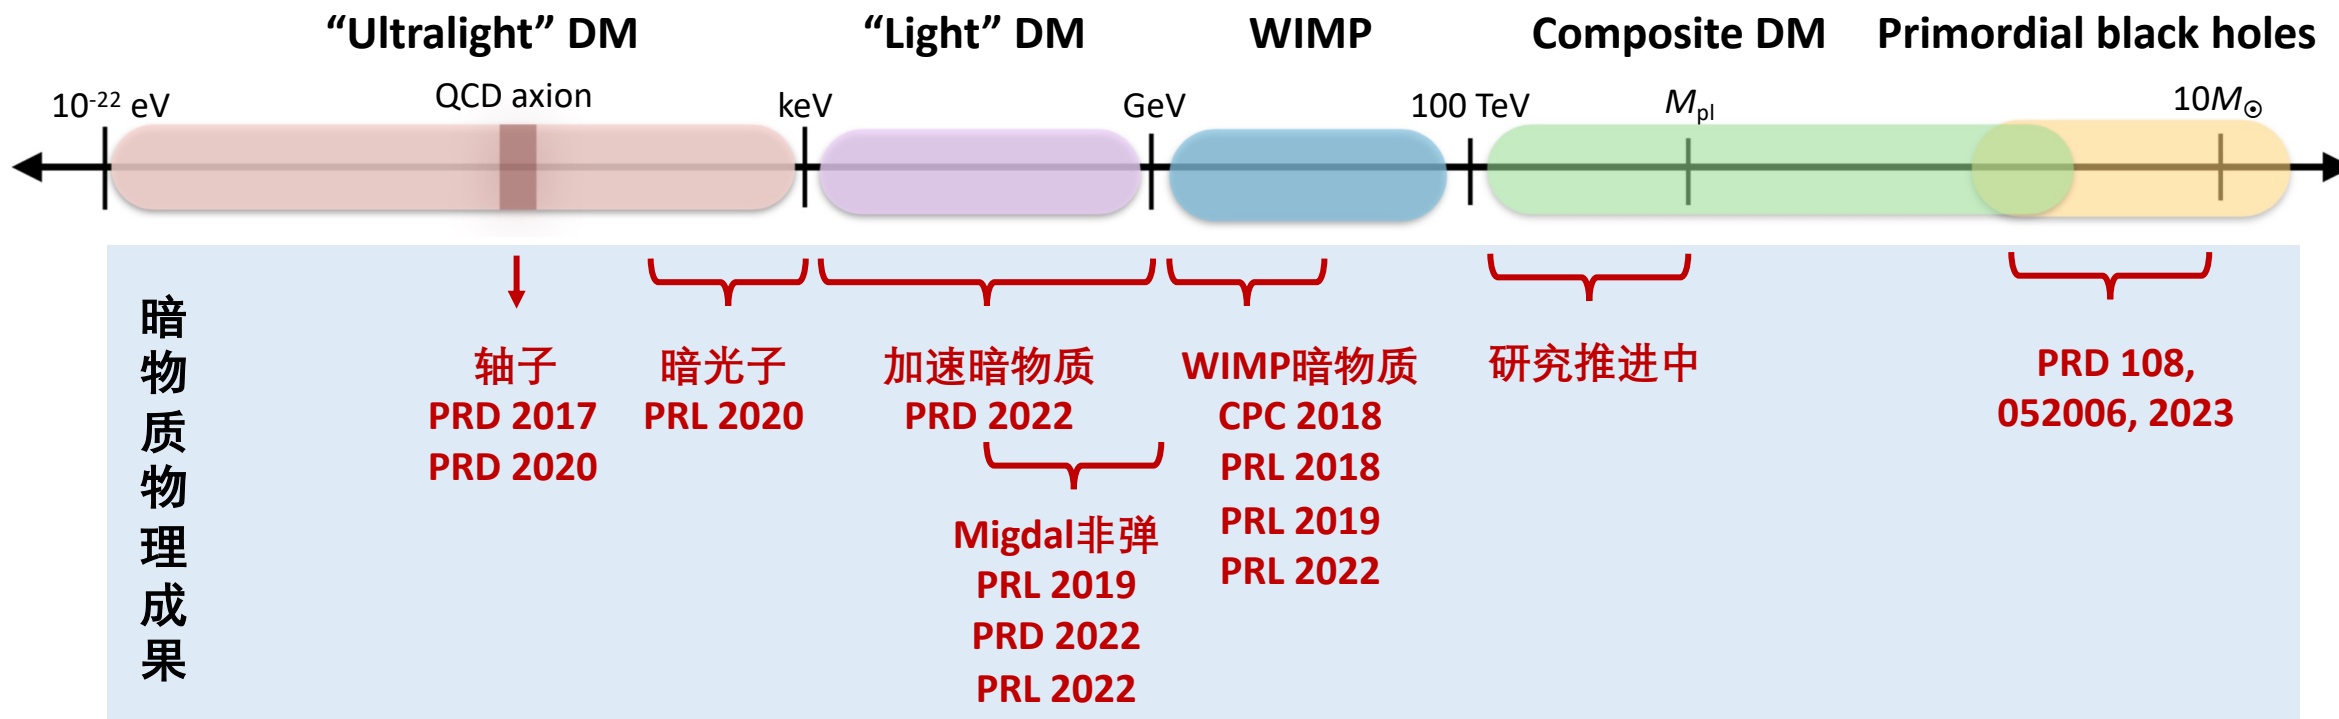 “Ultralight” DM
“Light” DM
WIMP
Composite DM
Primordial black holes
10⁻²² eV
QCD axion
keV
GeV
100 TeV
Mpl
10M☉
暗物质物理成果
轴子
PRD 2017
PRD 2020
暗光子
PRL 2020
加速暗物质
PRD 2022
Migdal非弹
PRL 2019
PRD 2022
PRL 2022
WIMP暗物质
CPC 2018
PRL 2018
PRL 2019
PRL 2022
研究推进中
PRD 108,
052006, 2023